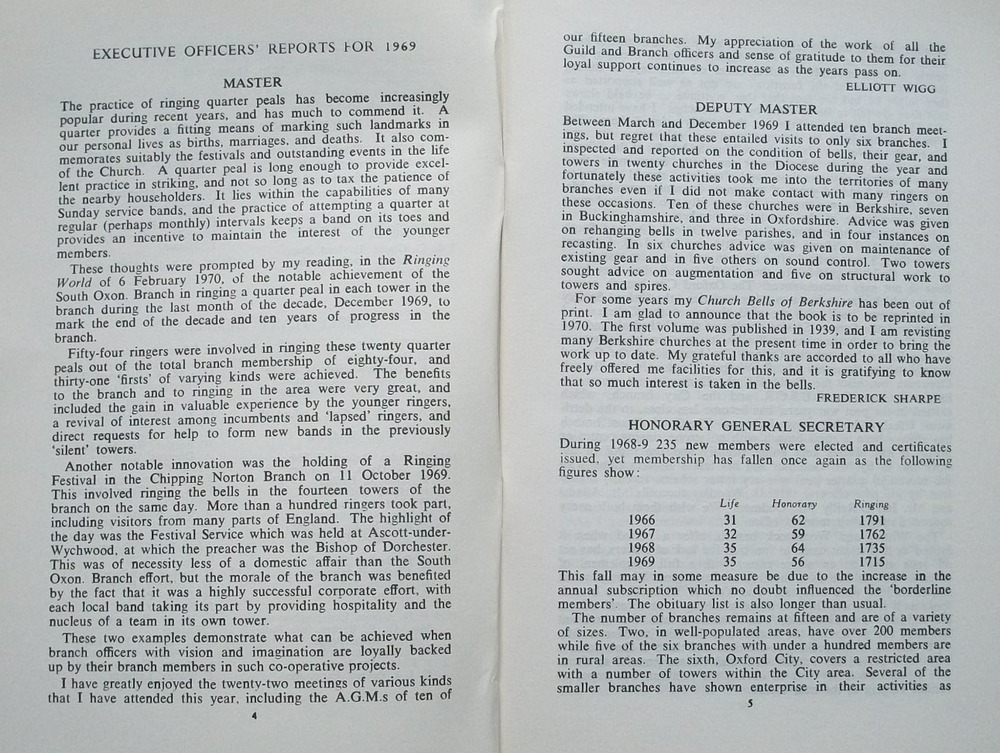 EXECUTIVE OFFICERS' REPORTS FOR 1969
MASTER
The practice of ringing quarter peals has become increasingly
popular during recent years, and has much to commend it. A
quarter provides a fitting means of marking such landmarks in
our personal lives as births, marriages, and deaths. It also com-
memorates suitably the festivals and outstanding events in the life
of the Church. A quarter peal is long enough to provide excel-
lent practice in striking, and not so long as to tax the patience of
the nearby householders. It lies within the capabilities of many
Sunday service bands, and the practice of attempting a quarter at
regular (perhaps monthly) intervals keeps a band on its toes and
provides an incentive to maintain the interest of the younger
members.
These thoughts were prompted by my reading, in the Ringing
World of 6 February 1970, of the notable achievement of the
South Oxon. Branch in ringing a quarter peal in each tower in the
branch during the last month of the decade, December 1969, to
mark the end of the decade and ten years of progress in the
branch.
Fifty-four ringers were involved in ringing these twenty quarter
peals out of the total branch membership of eighty-four, and
thirty-one 'firsts' of varying kinds were achieved. The benefits
to the branch and to ringing in the area were very great, and
included the gain in valuable experience by the younger ringers,
a revival of interest among incumbents and 'lapsed' ringers, and
direct requests for help to form new bands in the previously
'silent' towers.
Another notable innovation was the holding of a Ringing
Festival in the Chipping Norton Branch on 11 October 1969.
This involved ringing the bells in the fourteen towers of the
branch on the same day. More than a hundred ringers took part,
including visitors from many parts of England. The highlight of
the day was the Festival Service which was held at Ascott-under-
Wychwood, at which the preacher was the Bishop of Dorchester.
This was of necessity less of a domestic affair than the South
Oxon. Branch effort, but the morale of the branch was benefited
by the fact that it was a highly successful corporate effort, with
each local band taking its part by providing hospitality and the
nucleus of a team in its own tower.
These two examples demonstrate what can be achieved when
branch officers with vision and imagination are loyally backed
up by their branch members in such co-operative projects.
I have greatly enjoyed the twenty-two meetings of various kinds
that I have attended this year, including the A.G.M.s of ten of
4
our fifteen branches. My appreciation of the work of all the
Guild and Branch officers and sense of gratitude to them for their
loyal support continues to increase as the years pass on.
ELLIOTT WIGG
DEPUTY MASTER
Between March and December 1969 I attended ten branch meet-
ings, but regret that these entailed visits to only six branches. I
inspected and reported on the condition of bells, their gear, and
towers in twenty churches in the Diocese during the year and
fortunately these activities took me into the territories of many
branches even if I did not make contact with many ringers on
these occasions. Ten of these churches were in Berkshire, seven
in Buckinghamshire, and three in Oxfordshire. Advice was given
on rehanging bells in twelve parishes, and in four instances on
recasting. In six churches advice was given on maintenance of
existing gear and in five others on sound control. Two towers
sought advice on augmentation and five on structural work to
towers and spires.
For some years my Church Bells of Berkshire has been out of
print. I am glad to announce that the book is to be reprinted in
1970. The first volume was published in 1939, and I am revisting
many Berkshire churches at the present time in order to bring the
work up to date. My grateful thanks are accorded to all who have
freely offered me facilities for this, and it is gratifying to know
that so much interest is taken in the bells.
FREDERICK SHARPE
HONORARY GENERAL SECRETARY
During 1968-9 235 new members were elected and certificates
issued, yet membership has fallen once again as the following
figures show:
Life Honorary Ringing
1966 31 62 1791
1967 32 59 1762
1968 35 64 1735
1969 35 56 1715
This fall may in some measure be due to the increase in the
annual subscription which no doubt influenced the 'borderline
members'. The obituary list is also longer than usual.
The number of branches remains at fifteen and are of a variety
of sizes. Two, in well-populated areas, have over 200 members
while five of the six branches with under a hundred members are
in rural areas. The sixth, Oxford City, covers a restricted area
with a number of towers within the City area. Several of the
smaller branches have shown enterprise in their activities as
5